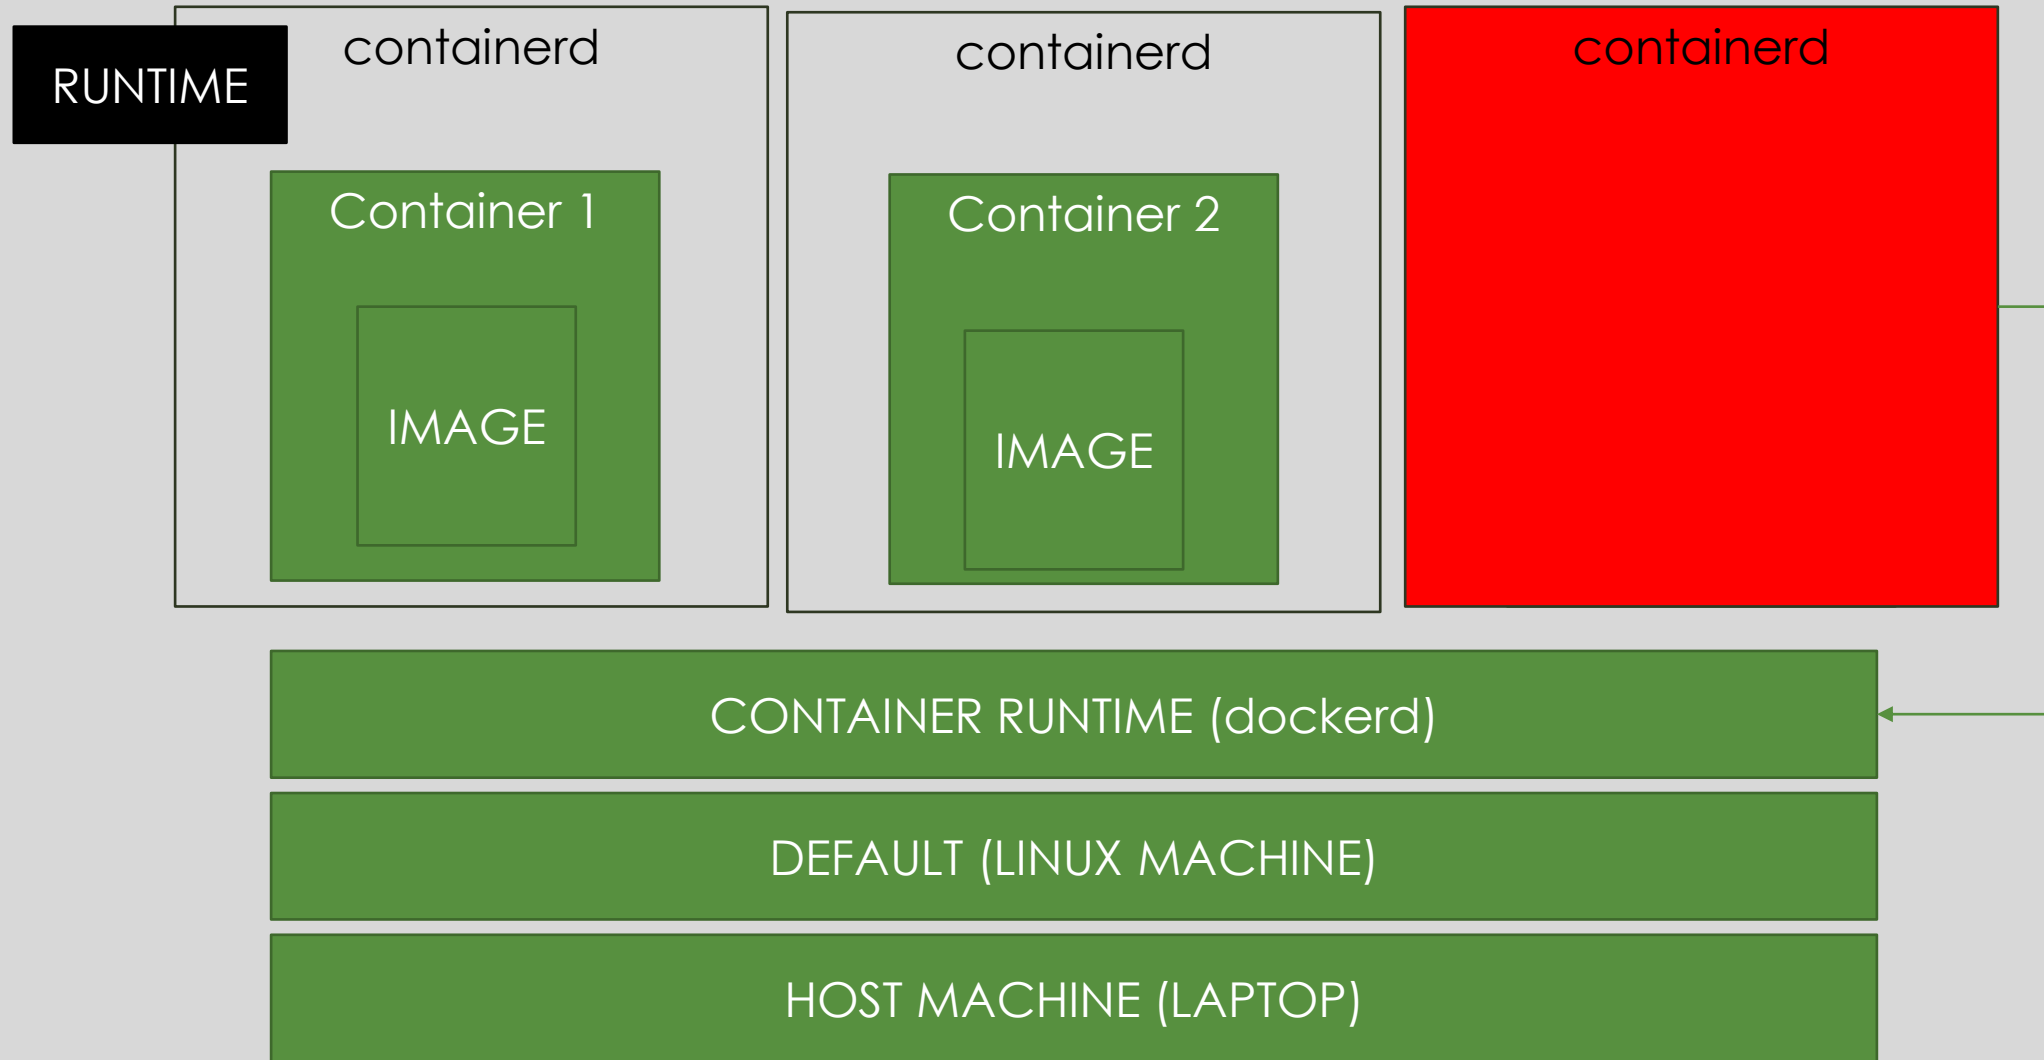 RUNTIME
containerd
containerd
containerd
Container 1
Container 2
IMAGE
IMAGE
CONTAINER RUNTIME (dockerd)
DEFAULT (LINUX MACHINE)
HOST MACHINE (LAPTOP)